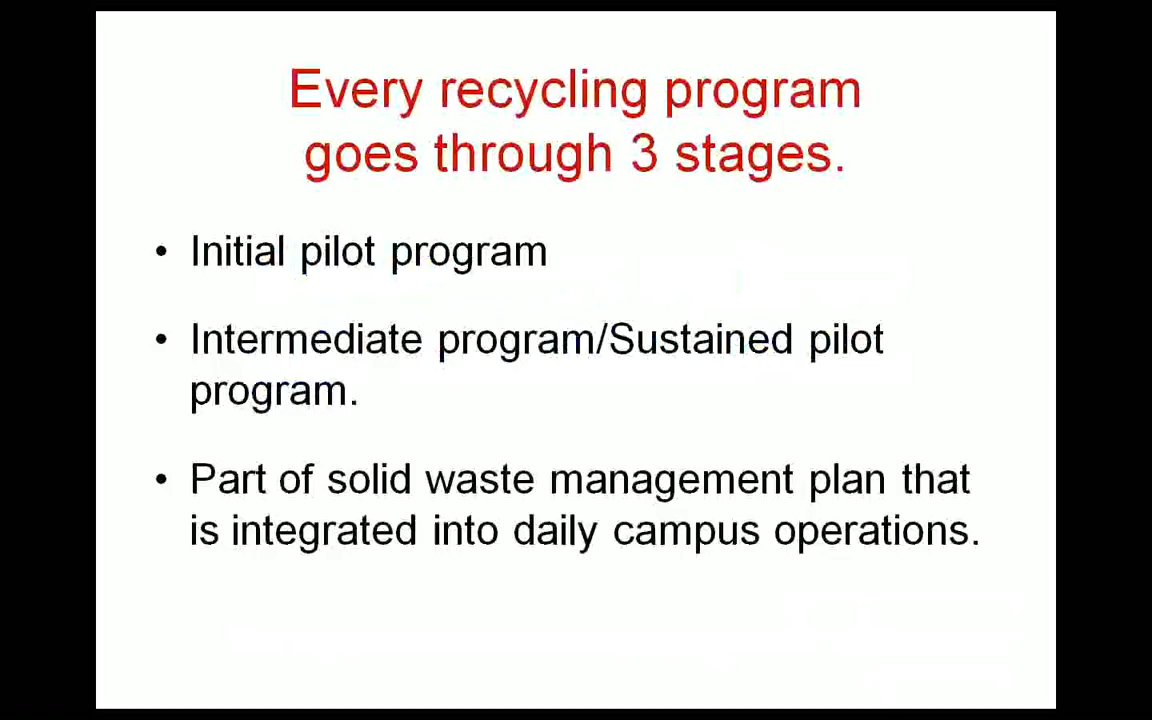 Every recycling program
goes through 3 stages.
• Initial pilot program
• Intermediate program/Sustained pilot
program.
• Part of solid waste management plan that
is integrated into daily campus operations.